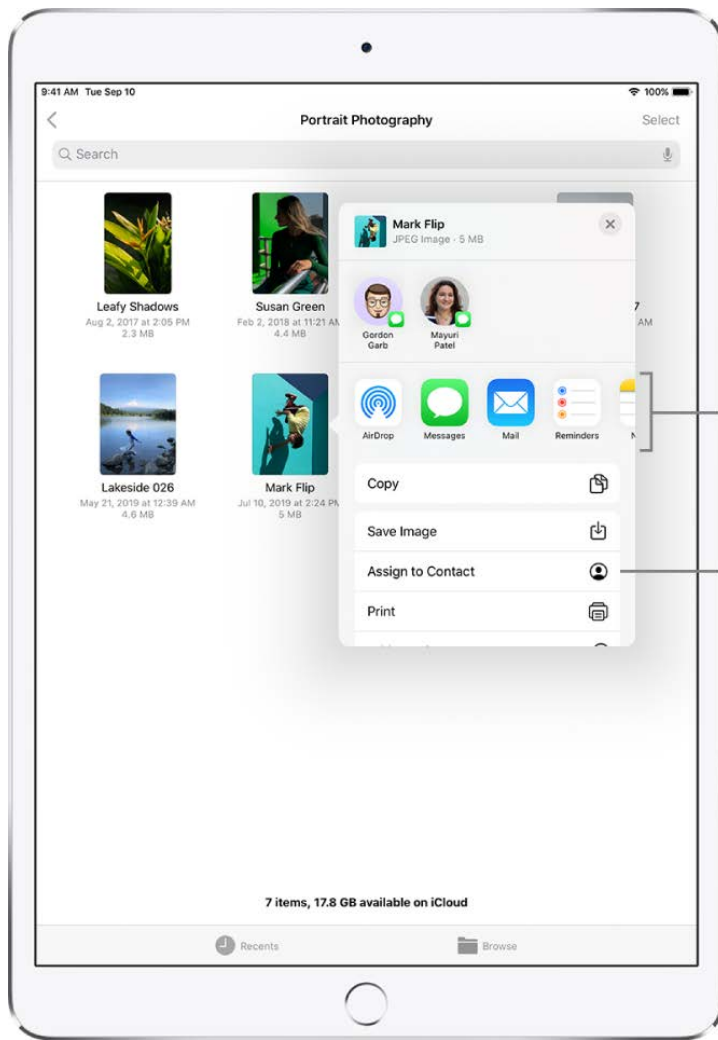 9:41 AM Tue Sep 10
100%
Portrait Photography
Select
Search
Mark Flip
JPEG Image · 5 MB
Leafy Shadows
Aug 2, 2017 at 2:05 PM
2.3 MB
Susan Green
Feb 2, 2018 at 11:21 AM
4.4 MB
7
AM
Gordon
Garb
Mayuri
Patel
AirDrop
Messages
Mail
Reminders
N
Lakeside 026
May 21, 2019 at 12:39 AM
4.6 MB
Mark Flip
Jul 10, 2019 at 2:24 PM
5 MB
Copy
Save Image
Assign to Contact
Print
7 items, 17.8 GB available on iCloud
Recents
Browse